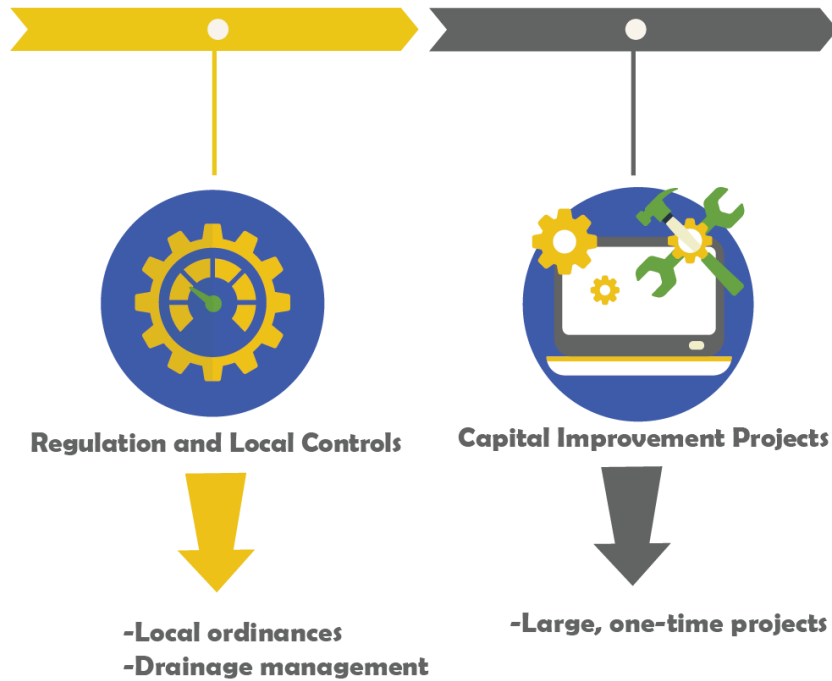 Regulation and Local Controls
Capital Improvement Projects
-Local ordinances
-Drainage management
-Large, one-time projects